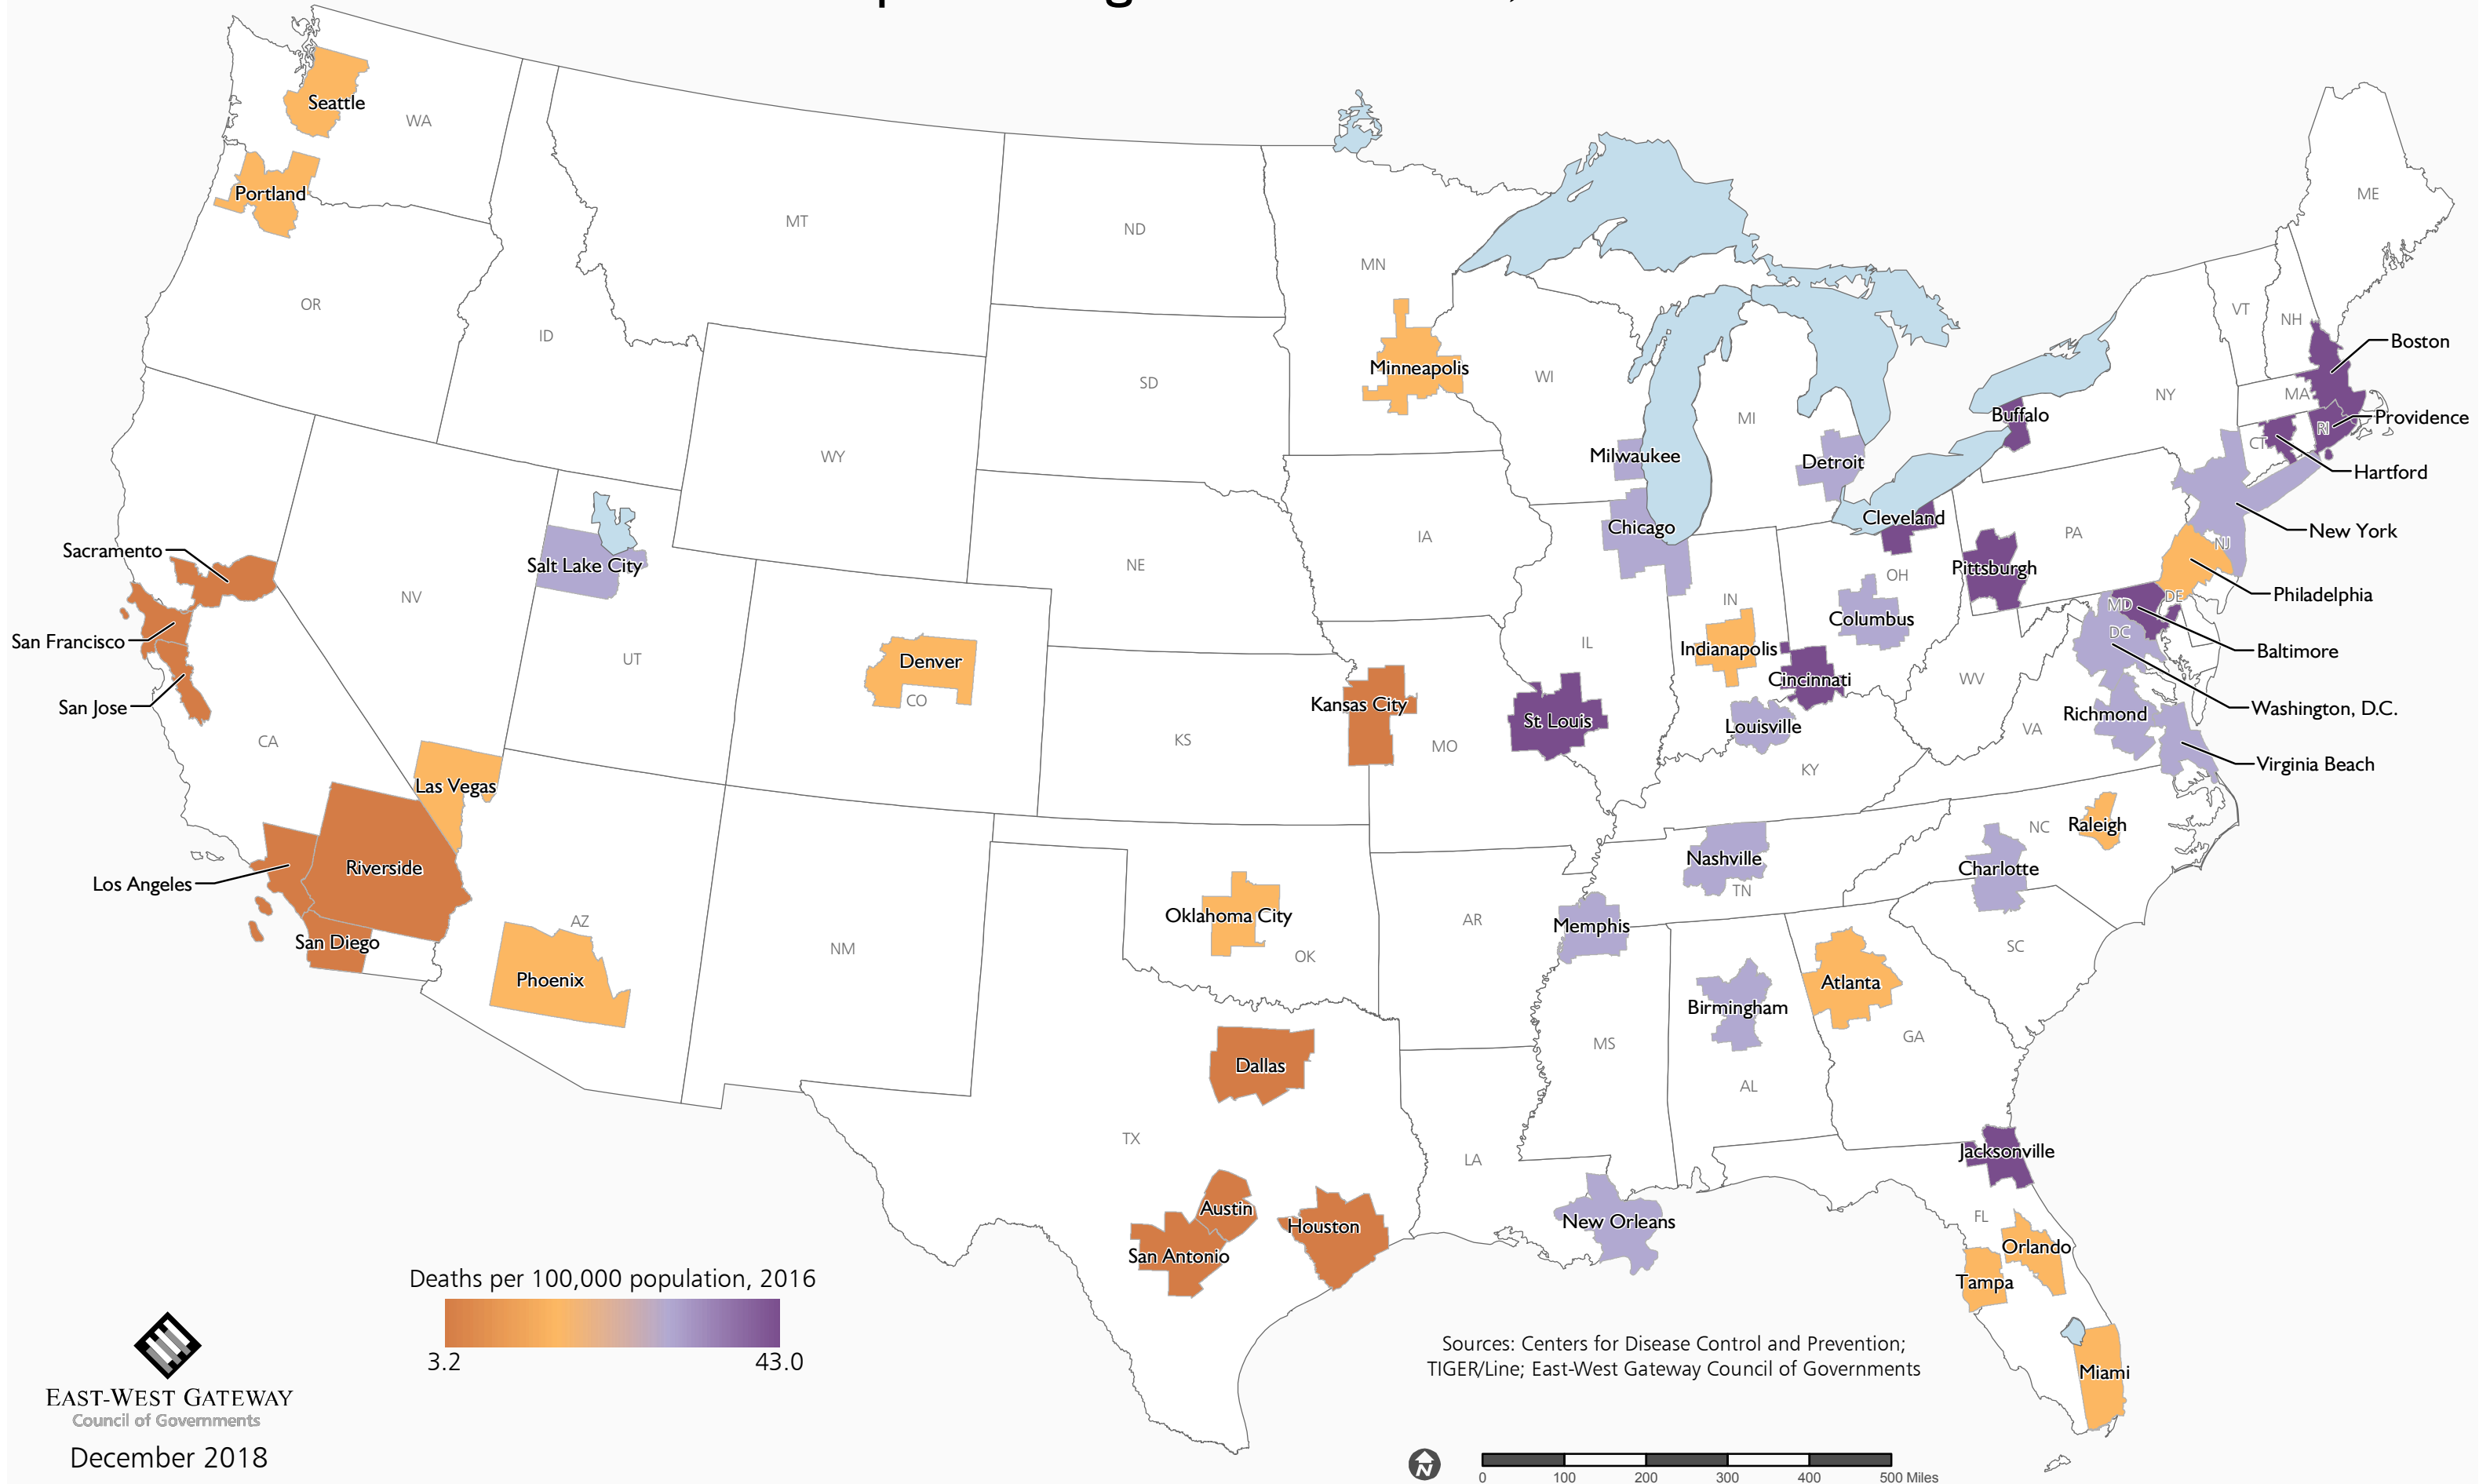 Seattle
WA
Portland
OR
ID
MT
ND
MN
SD
Minneapolis
WI
WY
MI
Milwaukee
Detroit
Chicago
ME
VT
NH
NY
MA
Boston
Buffalo
RI
Providence
CT
Hartford
Cleveland
PA
NJ
New York
Pittsburgh
Philadelphia
OH
MD
DE
DC
Baltimore
Columbus
IN
Indianapolis
Cincinnati
Washington, D.C.
Sacramento
San Francisco
San Jose
NV
CA
Salt Lake City
UT
Denver
CO
NE
IA
IL
KS
Kansas City
MO
St. Louis
Louisville
KY
WV
VA
Richmond
Virginia Beach
Las Vegas
Riverside
Los Angeles
San Diego
AZ
Phoenix
NM
Oklahoma City
OK
AR
Nashville
TN
Memphis
NC
Raleigh
Charlotte
SC
Birmingham
Atlanta
MS
AL
GA
Dallas
TX
LA
Austin
San Antonio
Houston
New Orleans
Jacksonville
FL
Orlando
Tampa
Miami
Deaths per 100,000 population, 2016
3.2 43.0
EAST-WEST GATEWAY
Council of Governments
December 2018
Sources: Centers for Disease Control and Prevention;
TIGER/Line; East-West Gateway Council of Governments
N
0 100 200 300 400 500 Miles